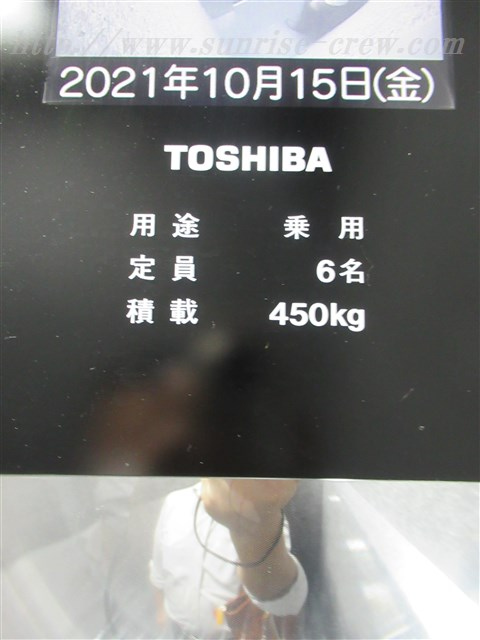 http://www.sunrise-crew.com
2021年10月15日(金)
TOSHIBA
用途 乗用
定員 6名
積載 450kg